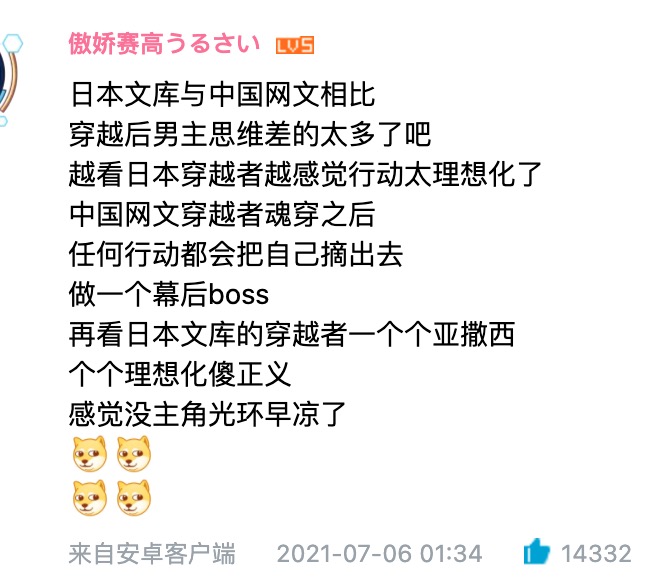 傲娇赛高うるさい LV5
日本文库与中国网文相比
穿越后男主思维差的太多了吧
越看日本穿越者越感觉行动太理想化了
中国网文穿越者魂穿之后
任何行动都会把自己摘出去
做一个幕后boss
再看日本文库的穿越者一个个亚撒西
个个理想化傻正义
感觉没主角光环早凉了
来自安卓客户端 2021-07-06 01:34 14332